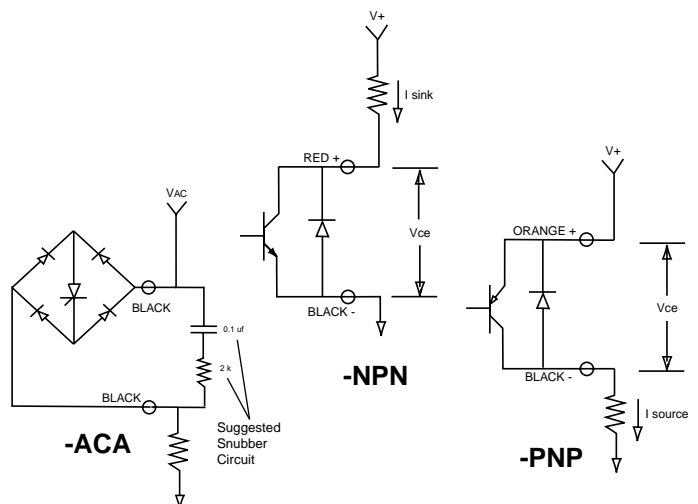 VAC
BLACK
0.1 uf
2 k
BLACK
Suggested
Snubber
Circuit
-ACA
V+
I sink
RED +
Vce
BLACK -
-NPN
V+
ORANGE +
Vce
BLACK -
I source
-PNP